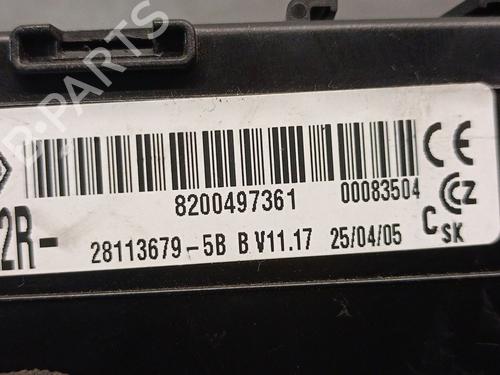 B-PARTS
8200497361 00083504
2R- 28113679-5B B V11.17 25/04/05
CE
CZ
C SK